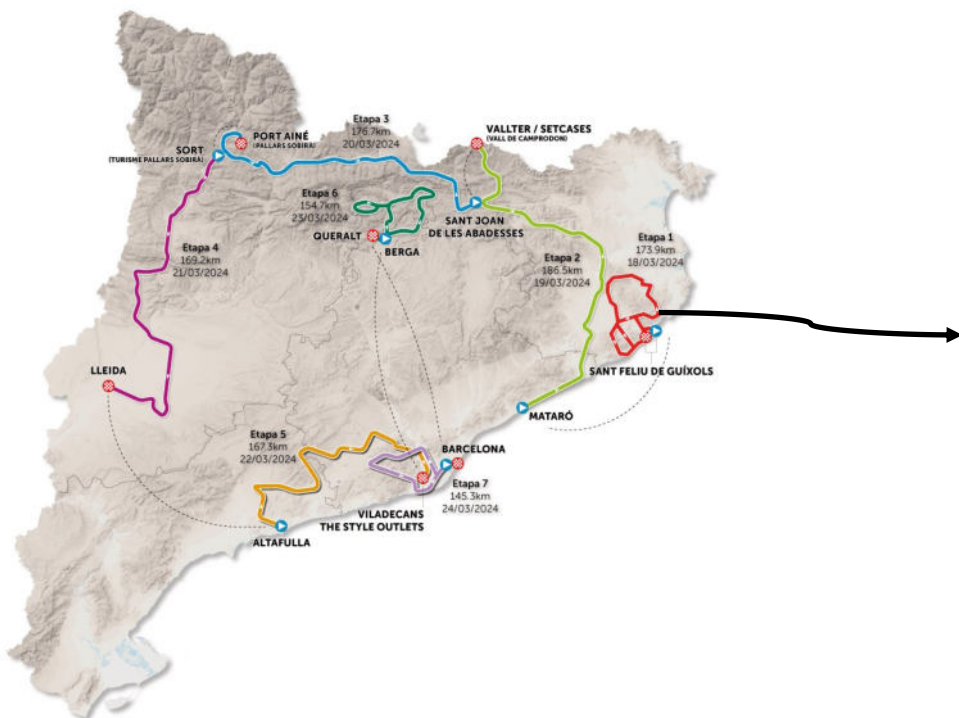 Etapa 3
176.7km
20/03/2024
VALLTER / SETCASES
(VALL DE CAMPRODON)
PORT AINÉ
(PALLARS SOBIRÀ)
SORT
(TURISME PALLARS SOBIRÀ)
Etapa 6
154.7km
23/03/2024
SANT JOAN
DE LES ABADESSES
QUERALT
BERGA
Etapa 1
173.9km
18/03/2024
Etapa 4
169.2km
21/03/2024
Etapa 2
186.5km
19/03/2024
LLEIDA
SANT FELIU DE GUÍXOLS
MATARÓ
Etapa 5
167.3km
22/03/2024
BARCELONA
Etapa 7
145.3km
24/03/2024
VILADECANS
THE STYLE OUTLETS
ALTAFULLA